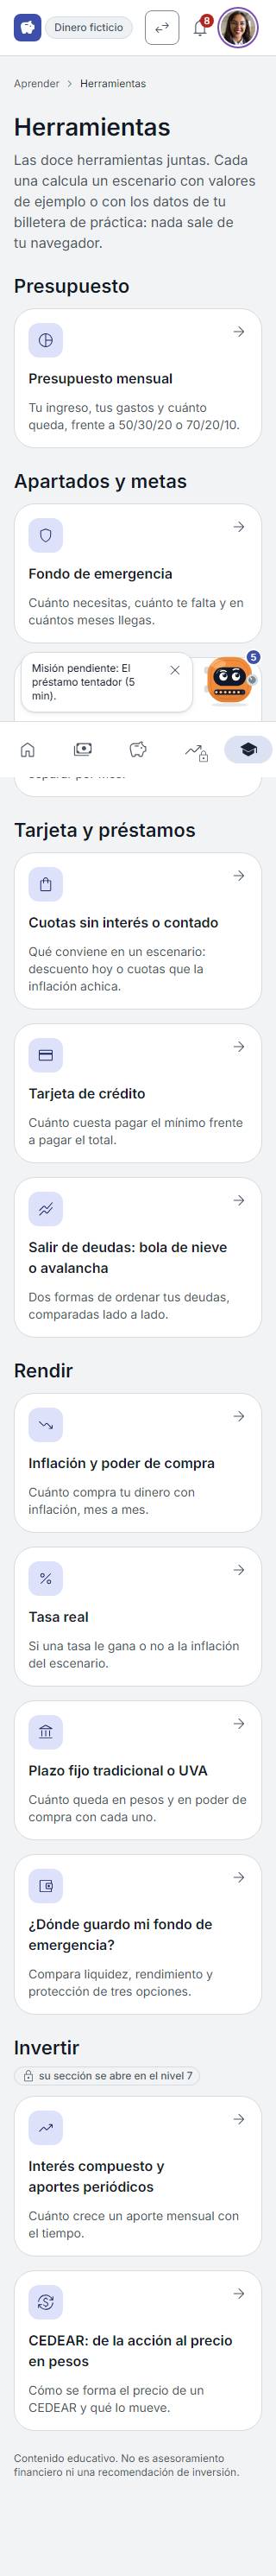 Dinero ficticio
8
Aprender > Herramientas
Herramientas
Las doce herramientas juntas. Cada
una calcula un escenario con valores
de ejemplo o con los datos de tu
billetera de práctica: nada sale de
tu navegador.
Presupuesto
Presupuesto mensual
Tu ingreso, tus gastos y cuánto
queda, frente a 50/30/20 o 70/20/10.
Apartados y metas
Fondo de emergencia
Cuánto necesitas, cuánto te falta y en
cuántos meses llegas.
Misión pendiente: El
préstamo tentador (5
min).
5
Tarjeta y préstamos
Cuotas sin interés o contado
Qué conviene en un escenario:
descuento hoy o cuotas que la
inflación achica.
Tarjeta de crédito
Cuánto cuesta pagar el mínimo frente
a pagar el total.
Salir de deudas: bola de nieve
o avalancha
Dos formas de ordenar tus deudas,
comparadas lado a lado.
Rendir
Inflación y poder de compra
Cuánto compra tu dinero con
inflación, mes a mes.
Tasa real
Si una tasa le gana o no a la inflación
del escenario.
Plazo fijo tradicional o UVA
Cuánto queda en pesos y en poder de
compra con cada uno.
¿Dónde guardo mi fondo de
emergencia?
Compara liquidez, rendimiento y
protección de tres opciones.
Invertir
su sección se abre en el nivel 7
Interés compuesto y
aportes periódicos
Cuánto crece un aporte mensual con
el tiempo.
CEDEAR: de la acción al precio
en pesos
Cómo se forma el precio de un
CEDEAR y qué lo mueve.
Contenido educativo. No es asesoramiento
financiero ni una recomendación de inversión.